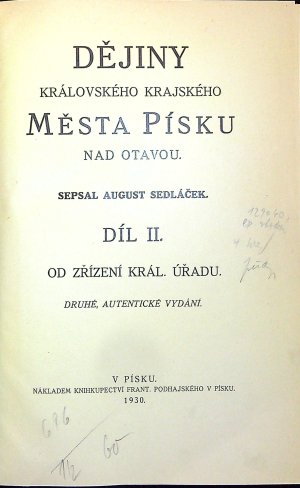 DĚJINY
KRÁLOVSKÉHO KRAJSKÉHO
MĚSTA PÍSKU
NAD OTAVOU.
SEPSAL AUGUST SEDLÁČEK.
DÍL II.
OD ZŘÍZENÍ KRÁL. ÚŘADU.
DRUHÉ, AUTENTICKÉ VYDÁNÍ.
V PÍSKU.
NÁKLADEM KNIHKUPECTVÍ FRANT. PODHAJSKÉHO V PÍSKU.
1930.
60